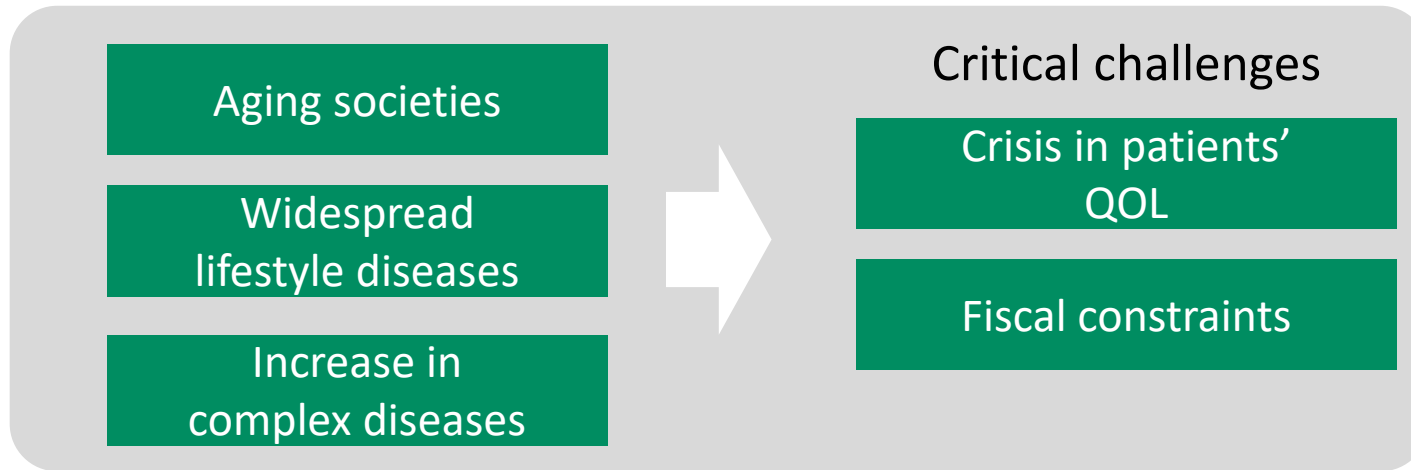 Aging societies
Widespread
lifestyle diseases
Increase in
complex diseases
Critical challenges
Crisis in patients’
QOL
Fiscal constraints